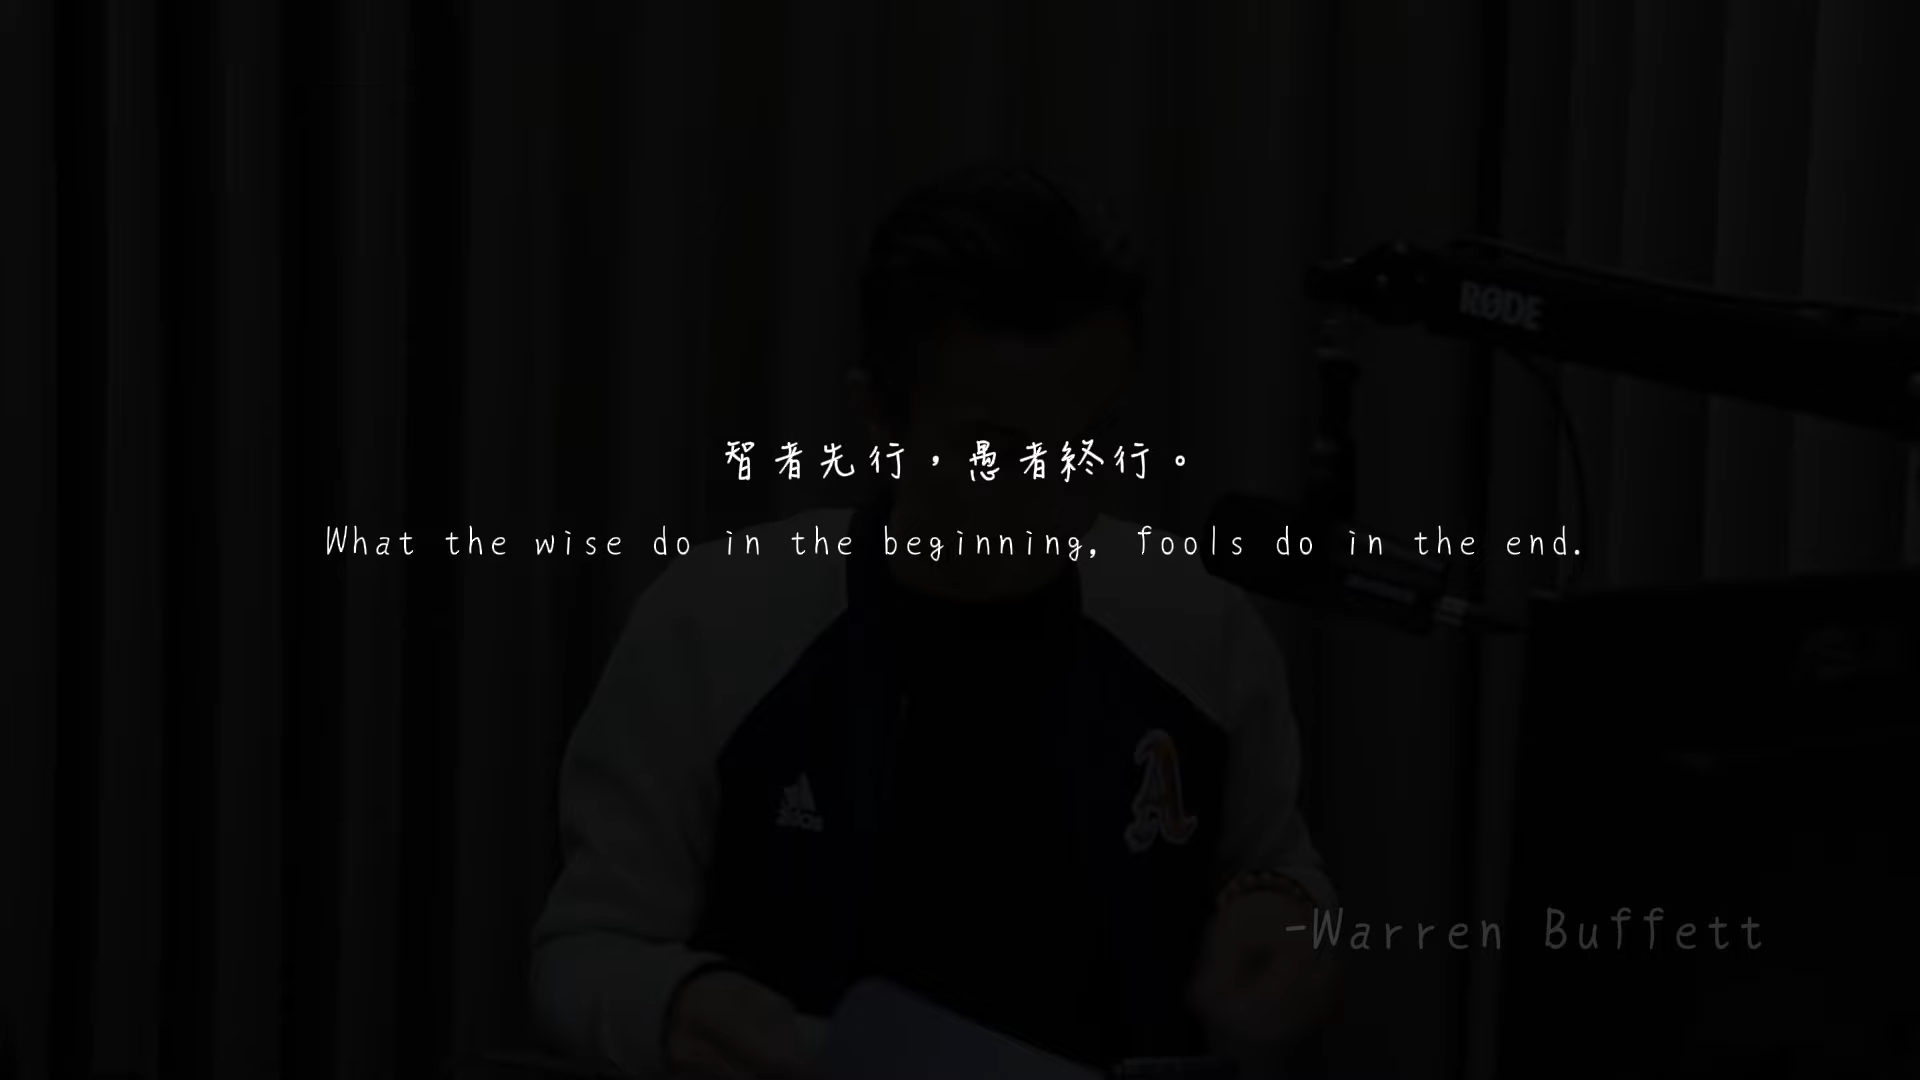 RØDE
智者先行，愚者終行。
What the wise do in the beginning, fools do in the end.
A
-Warren Buffett